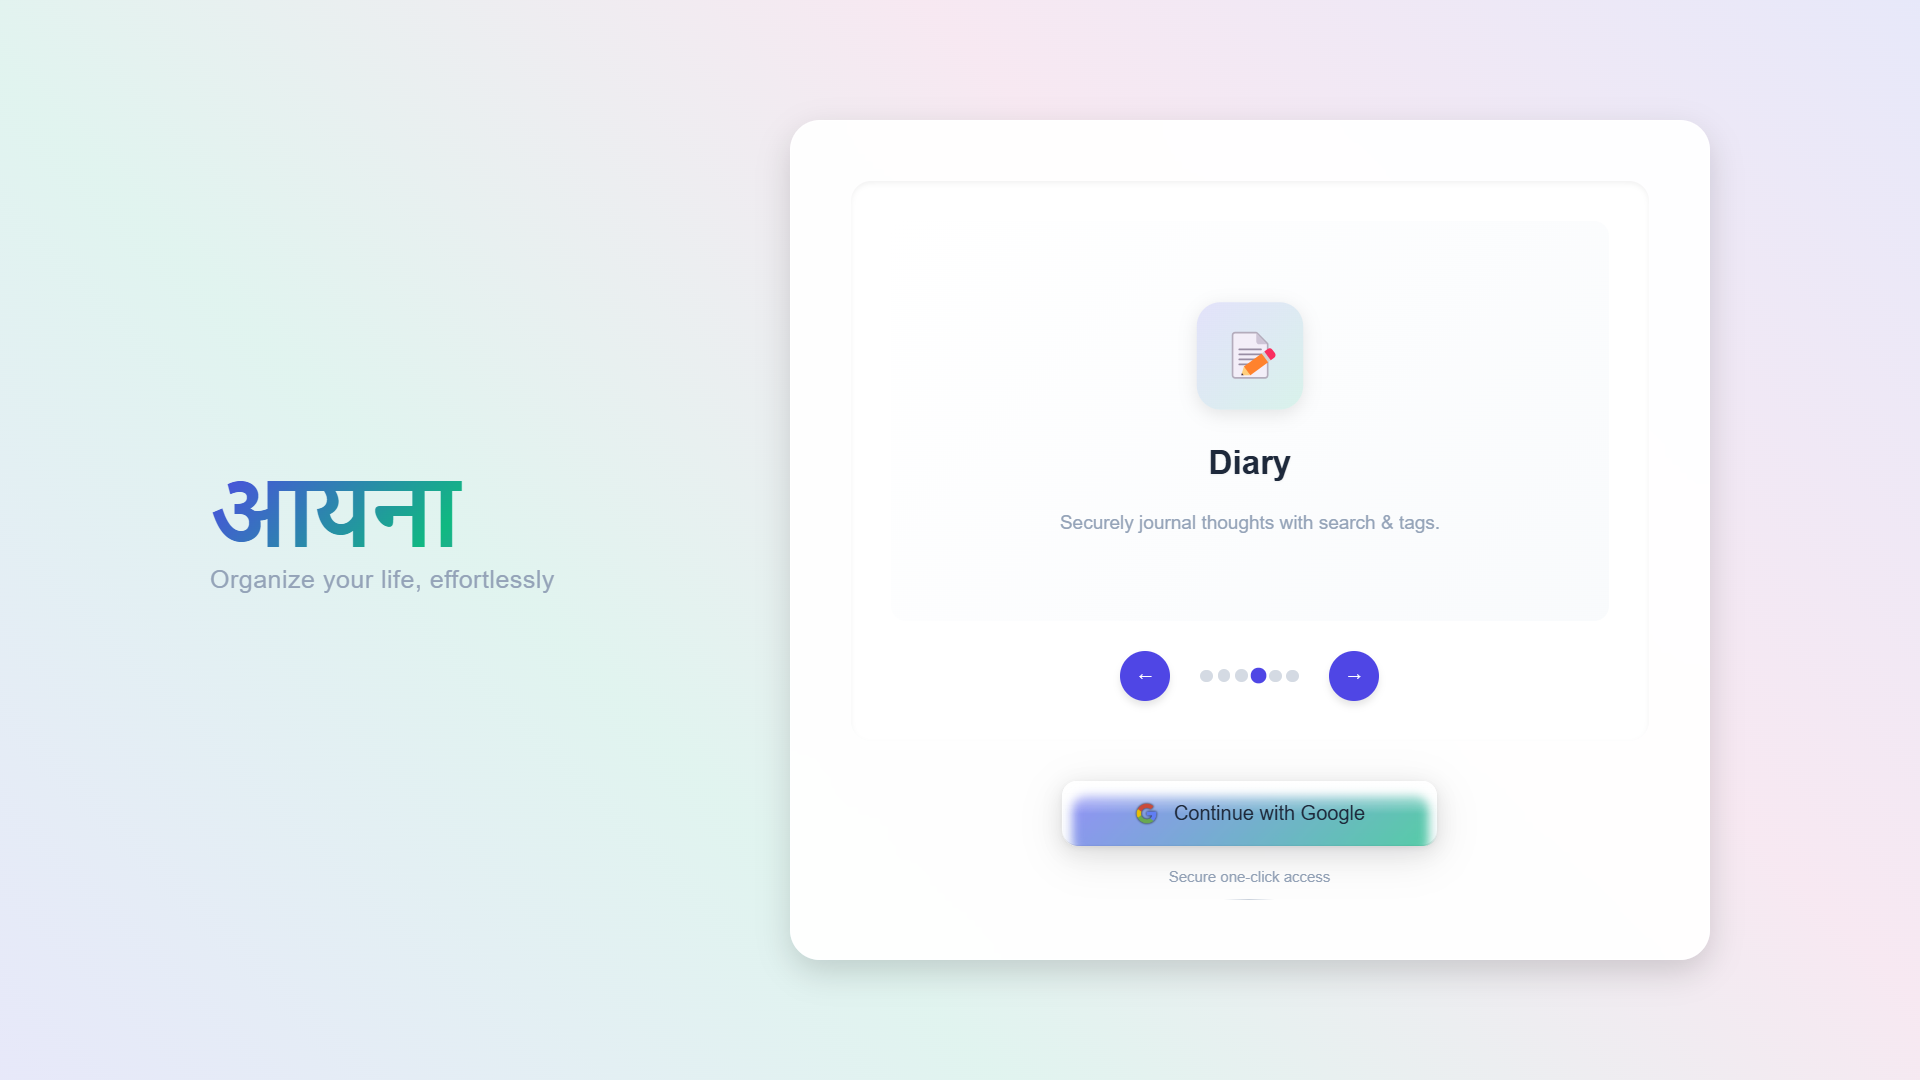 आयना
Organize your life, effortlessly
Diary
Securely journal thoughts with search & tags.
← →
Continue with Google
Secure one-click access